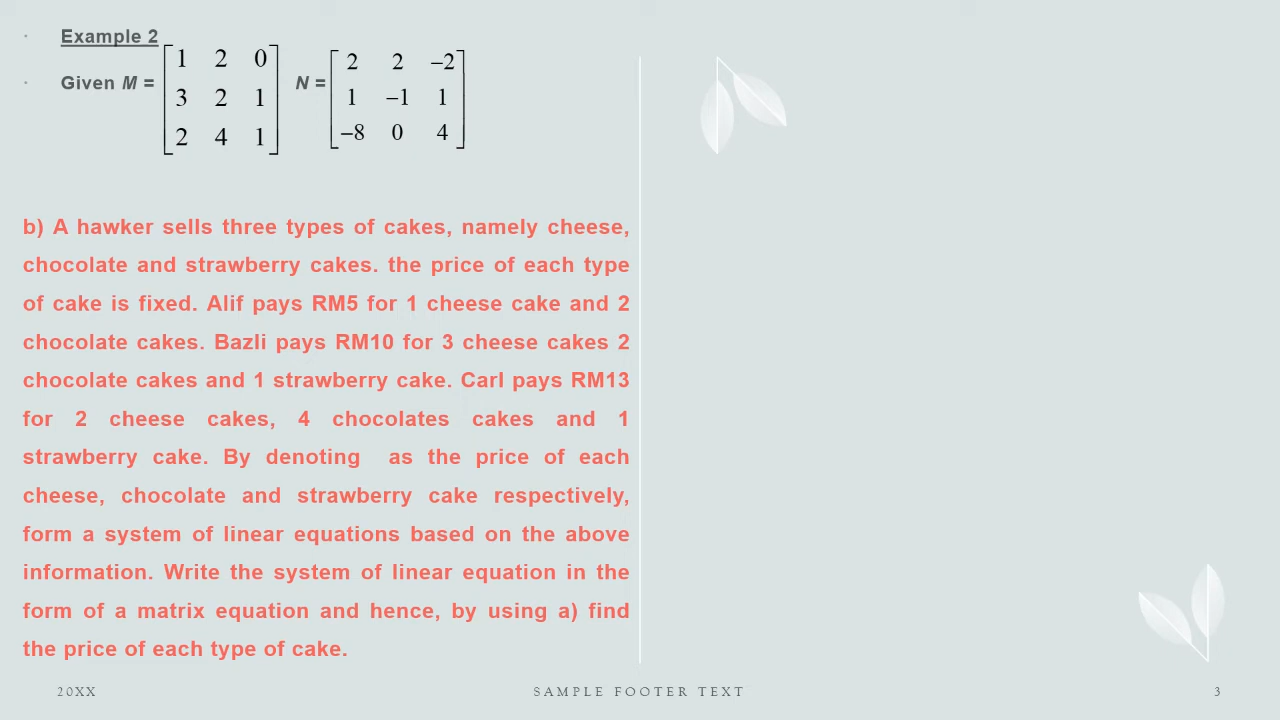 Example 2
Given M = [1 2 0 N = [2 2 −2
3 2 1 1 −1 1
2 4 1] −8 0 4]
b) A hawker sells three types of cakes, namely cheese,
chocolate and strawberry cakes. the price of each type
of cake is fixed. Alif pays RM5 for 1 cheese cake and 2
chocolate cakes. Bazli pays RM10 for 3 cheese cakes 2
chocolate cakes and 1 strawberry cake. Carl pays RM13
for 2 cheese cakes, 4 chocolates cakes and 1
strawberry cake. By denoting as the price of each
cheese, chocolate and strawberry cake respectively,
form a system of linear equations based on the above
information. Write the system of linear equation in the
form of a matrix equation and hence, by using a) find
the price of each type of cake.
20XX SAMPLE FOOTER TEXT 3